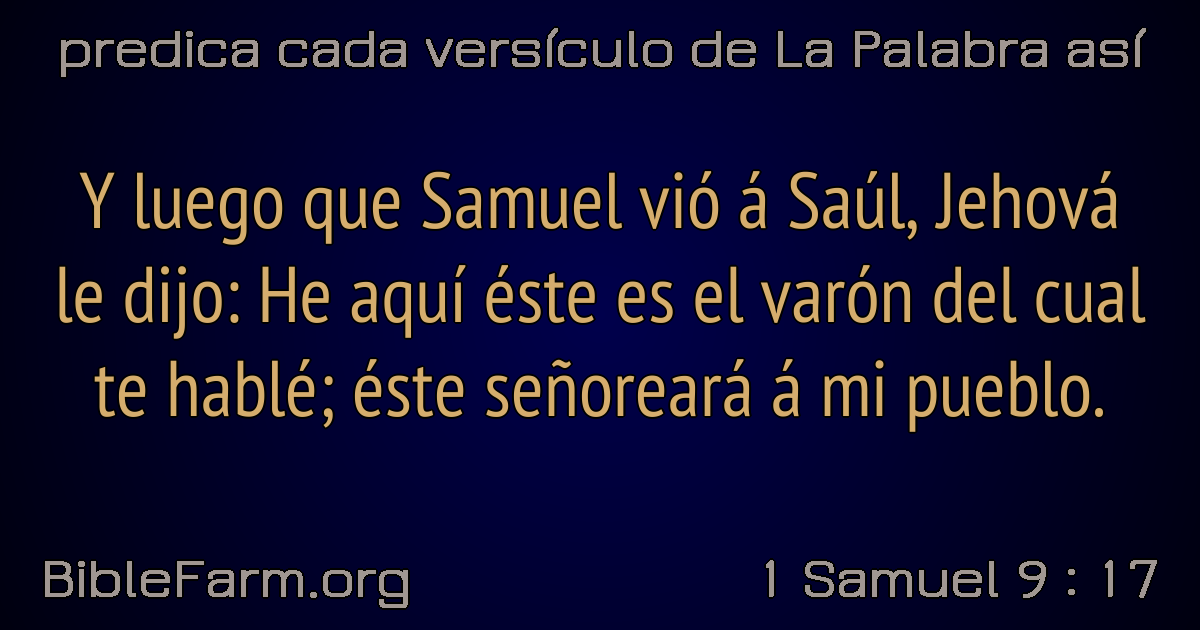 predica cada versículo de La Palabra así
Y luego que Samuel vió á Saúl, Jehová
le dijo: He aquí éste es el varón del cual
te hablé; éste señoreará á mi pueblo.
BibleFarm.org
1 Samuel 9 : 17